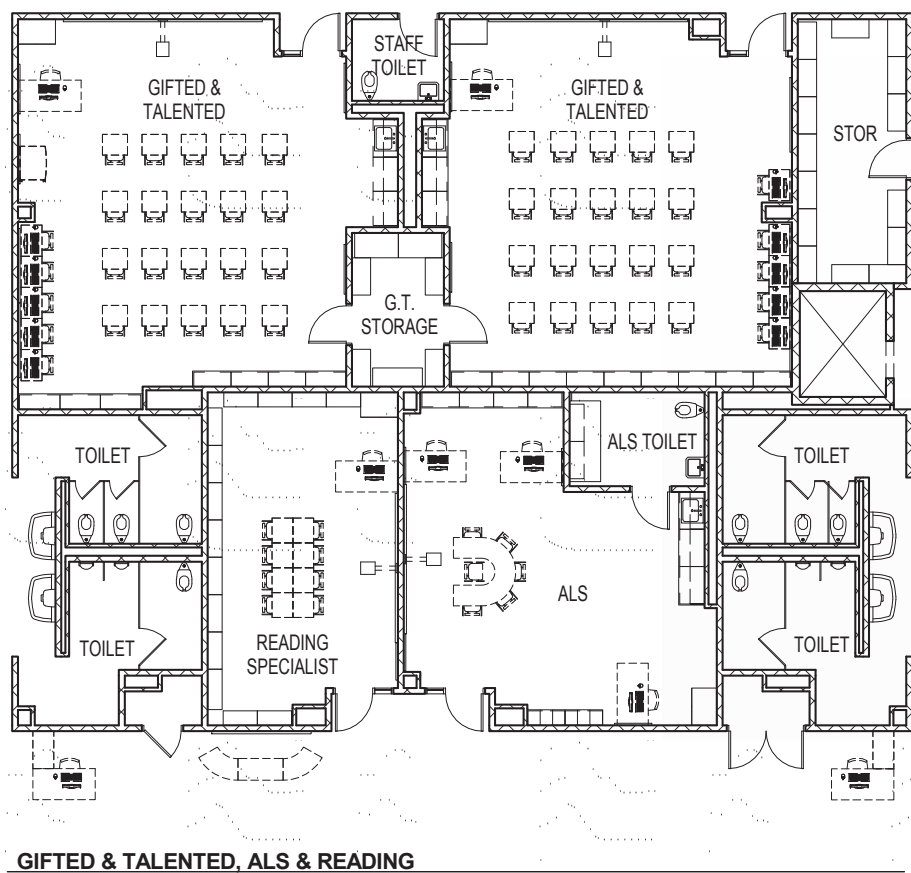 STAFF
TOILET
GIFTED &
TALENTED
GIFTED &
TALENTED
STOR
G.T.
STORAGE
TOILET
ALS TOILET
TOILET
ALS
TOILET
READING
SPECIALIST
TOILET
GIFTED & TALENTED, ALS & READING